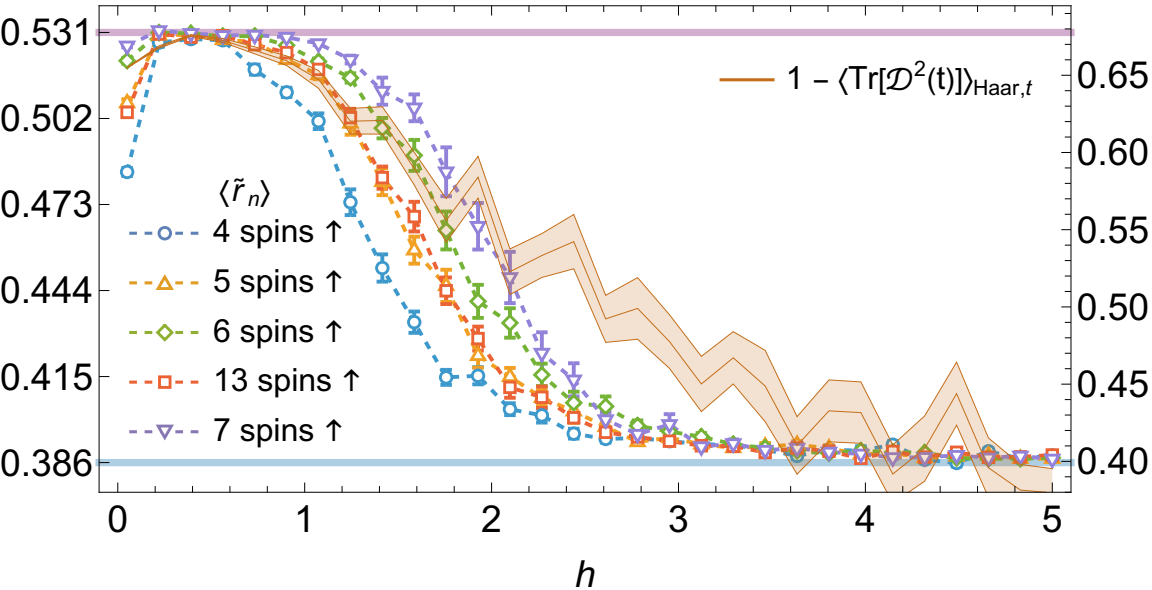 0.531
0.502
0.473
0.444
0.415
0.386
⟨r̃ₙ⟩
4 spins ↑
5 spins ↑
6 spins ↑
13 spins ↑
7 spins ↑
1 − ⟨Tr[𝒟²(t)]⟩Haar,t
0.65
0.60
0.55
0.50
0.45
0.40
0 1 2 3 4 5
h